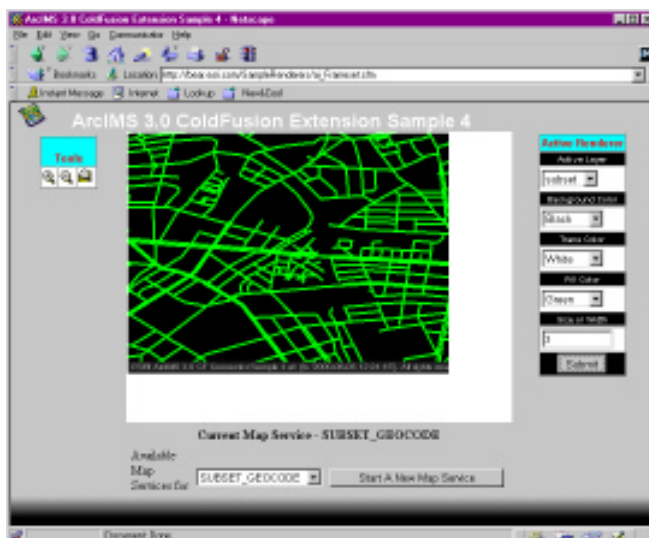 ArcIMS 3.0 ColdFusion Extension Sample 4 - Netscape
File Edit View Go Communicator Help
Bookmarks Location:
Instant Message Internet Lookup New&Cool
ArcIMS 3.0 ColdFusion Extension Sample 4
Tools
Active Renderer
Active Layer
subset
Background Color
Black
Trans Color
White
Fill Color
Green
Size or Width
3
Submit
Current Map Service - SUBSET_GEOCODE
Available
Map
Services for
SUBSET_GEOCODE
Start A New Map Service
Document: Done